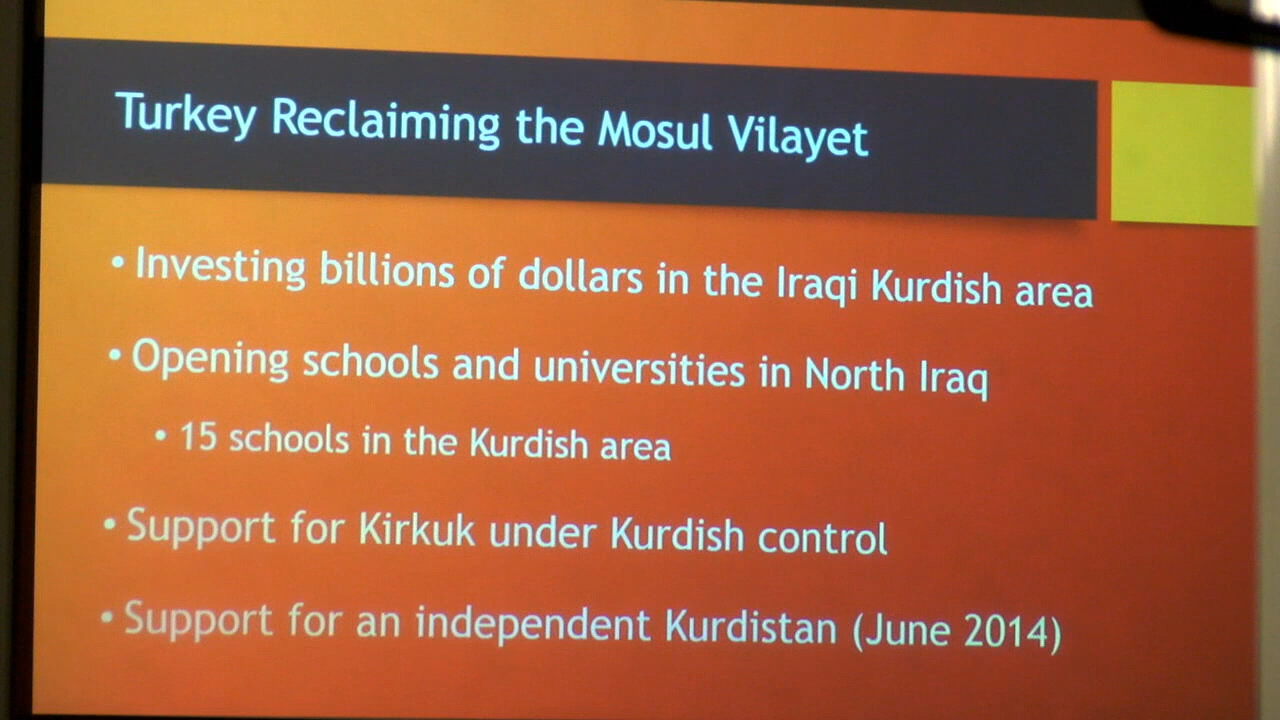 Turkey Reclaiming the Mosul Vilayet
• Investing billions of dollars in the Iraqi Kurdish area
• Opening schools and universities in North Iraq
• 15 schools in the Kurdish area
• Support for Kirkuk under Kurdish control
• Support for an independent Kurdistan (June 2014)